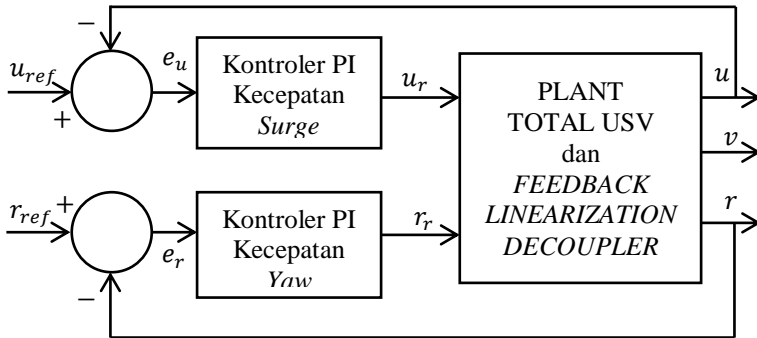 −
u_ref
+
e_u
Kontroler PI
Kecepatan
Surge
u_r
PLANT
TOTAL USV
dan
FEEDBACK
LINEARIZATION
DECOUPLER
u
v
r
r_ref
+
−
e_r
Kontroler PI
Kecepatan
Yaw
r_r